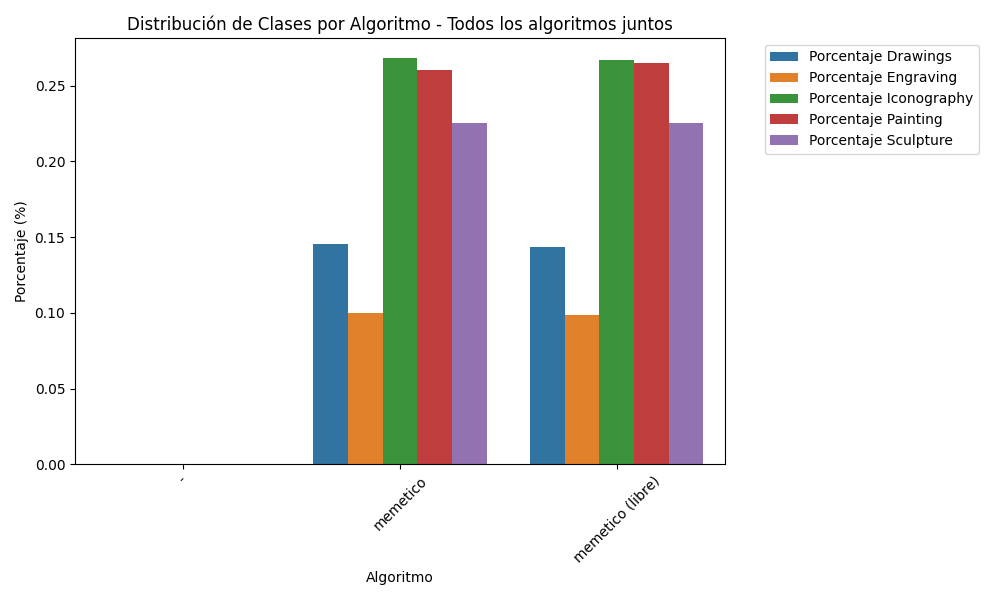 Distribución de Clases por Algoritmo - Todos los algoritmos juntos
Porcentaje Drawings
Porcentaje Engraving
Porcentaje Iconography
Porcentaje Painting
Porcentaje Sculpture
Porcentaje (%)
0.25
0.20
0.15
0.10
0.05
0.00
-
memetico
memetico (libre)
Algoritmo